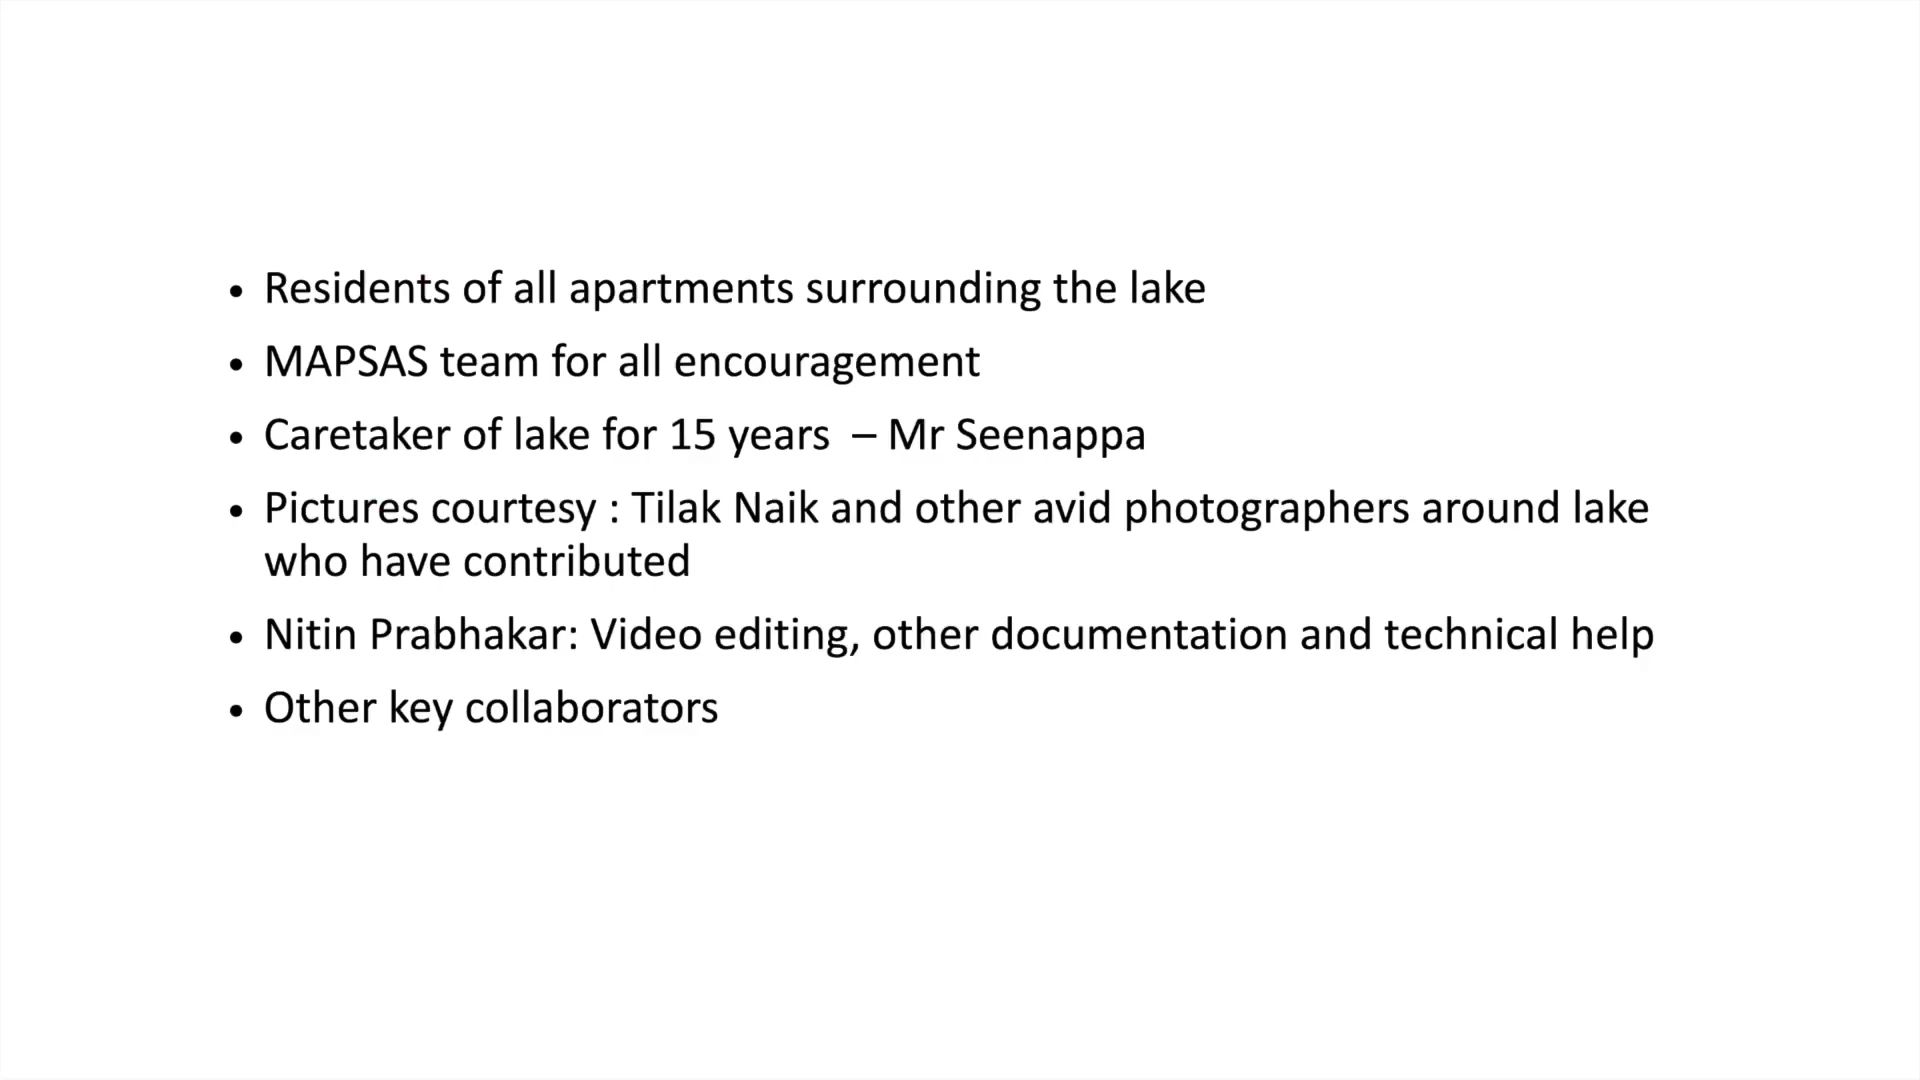 • Residents of all apartments surrounding the lake
• MAPSAS team for all encouragement
• Caretaker of lake for 15 years  – Mr Seenappa
• Pictures courtesy : Tilak Naik and other avid photographers around lake
who have contributed
• Nitin Prabhakar: Video editing, other documentation and technical help
• Other key collaborators